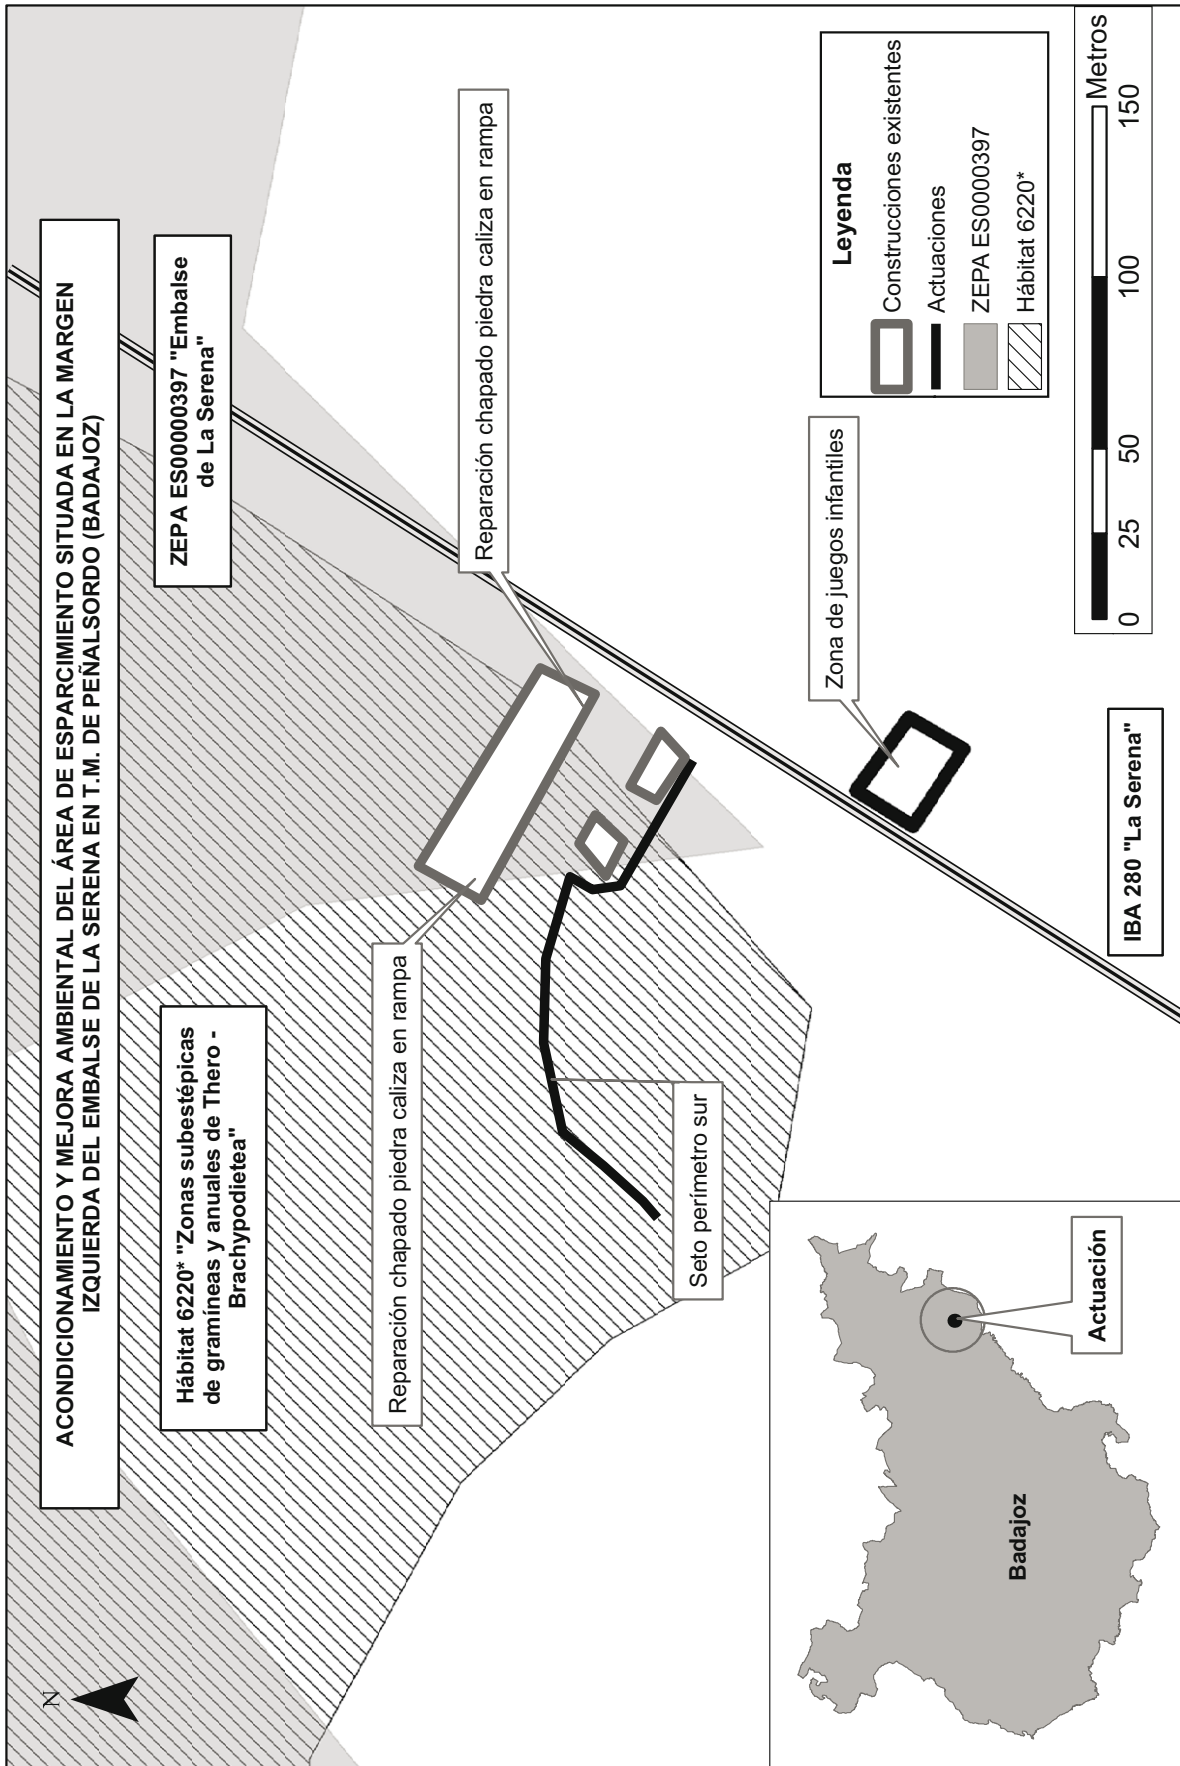 N
ACONDICIONAMIENTO Y MEJORA AMBIENTAL DEL ÁREA DE ESPARCIMIENTO SITUADA EN LA MARGEN
IZQUIERDA DEL EMBALSE DE LA SERENA EN T.M. DE PEÑALSORDO (BADAJOZ)
Hábitat 6220* "Zonas subestépicas
de gramíneas y anuales de Thero -
Brachypodietea"
ZEPA ES00000397 "Embalse
de La Serena"
Reparación chapado piedra caliza en rampa
Reparación chapado piedra caliza en rampa
Seto perímetro sur
Zona de juegos infantiles
Leyenda
Construcciones existentes
Actuaciones
ZEPA ES0000397
Hábitat 6220*
Badajoz
Actuación
IBA 280 "La Serena"
Metros
0 25 50 100 150